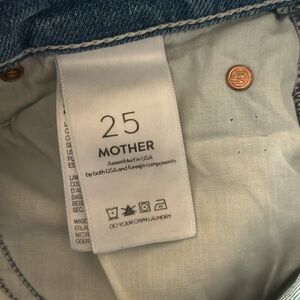 25
MOTHER
Assembled in USA
by both USA and foreign components
DO YOUR OWN LAUNDRY